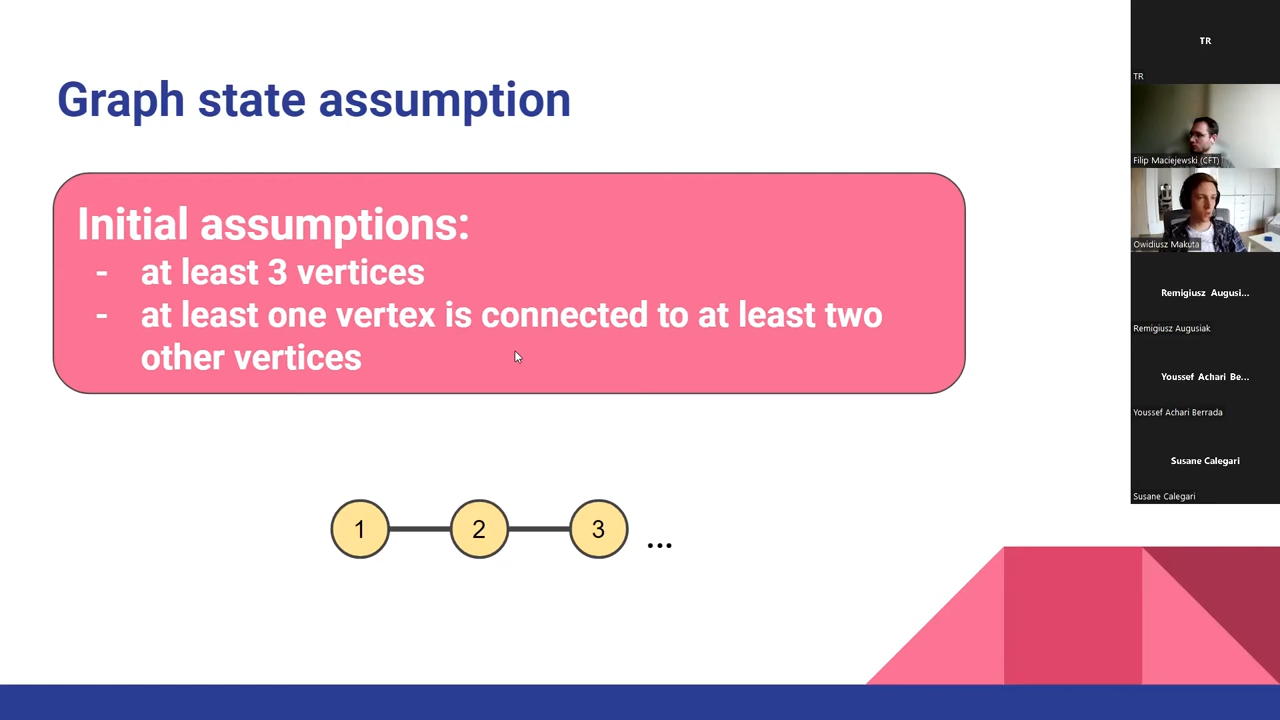 Graph state assumption
Initial assumptions:
- at least 3 vertices
- at least one vertex is connected to at least two
other vertices
1 2 3 ...
TR
TR
Filip Maciejewski (CFT)
Owidiusz Makuta
Remigiusz Augusi...
Remigiusz Augusiak
Youssef Achari Be...
Youssef Achari Berrada
Susane Calegari
Susane Calegari